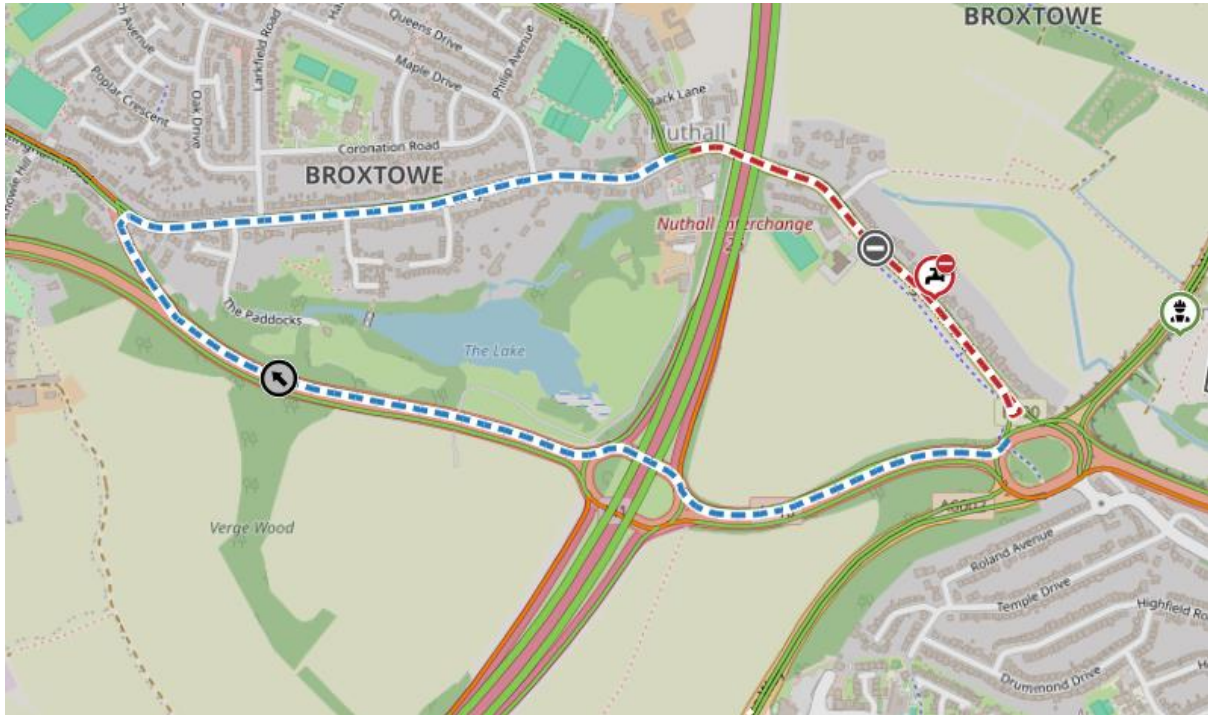 BROXTOWE
Queens Drive
Larkfield Road
Maple Drive
Philip Avenue
Poplar Crescent
Oak Drive
Back Lane
Nuthall
Coronation Road
BROXTOWE
Nuthall Interchange
The Paddocks
The Lake
Verge Wood
Roland Avenue
Temple Drive
Highfield
Drummond Drive